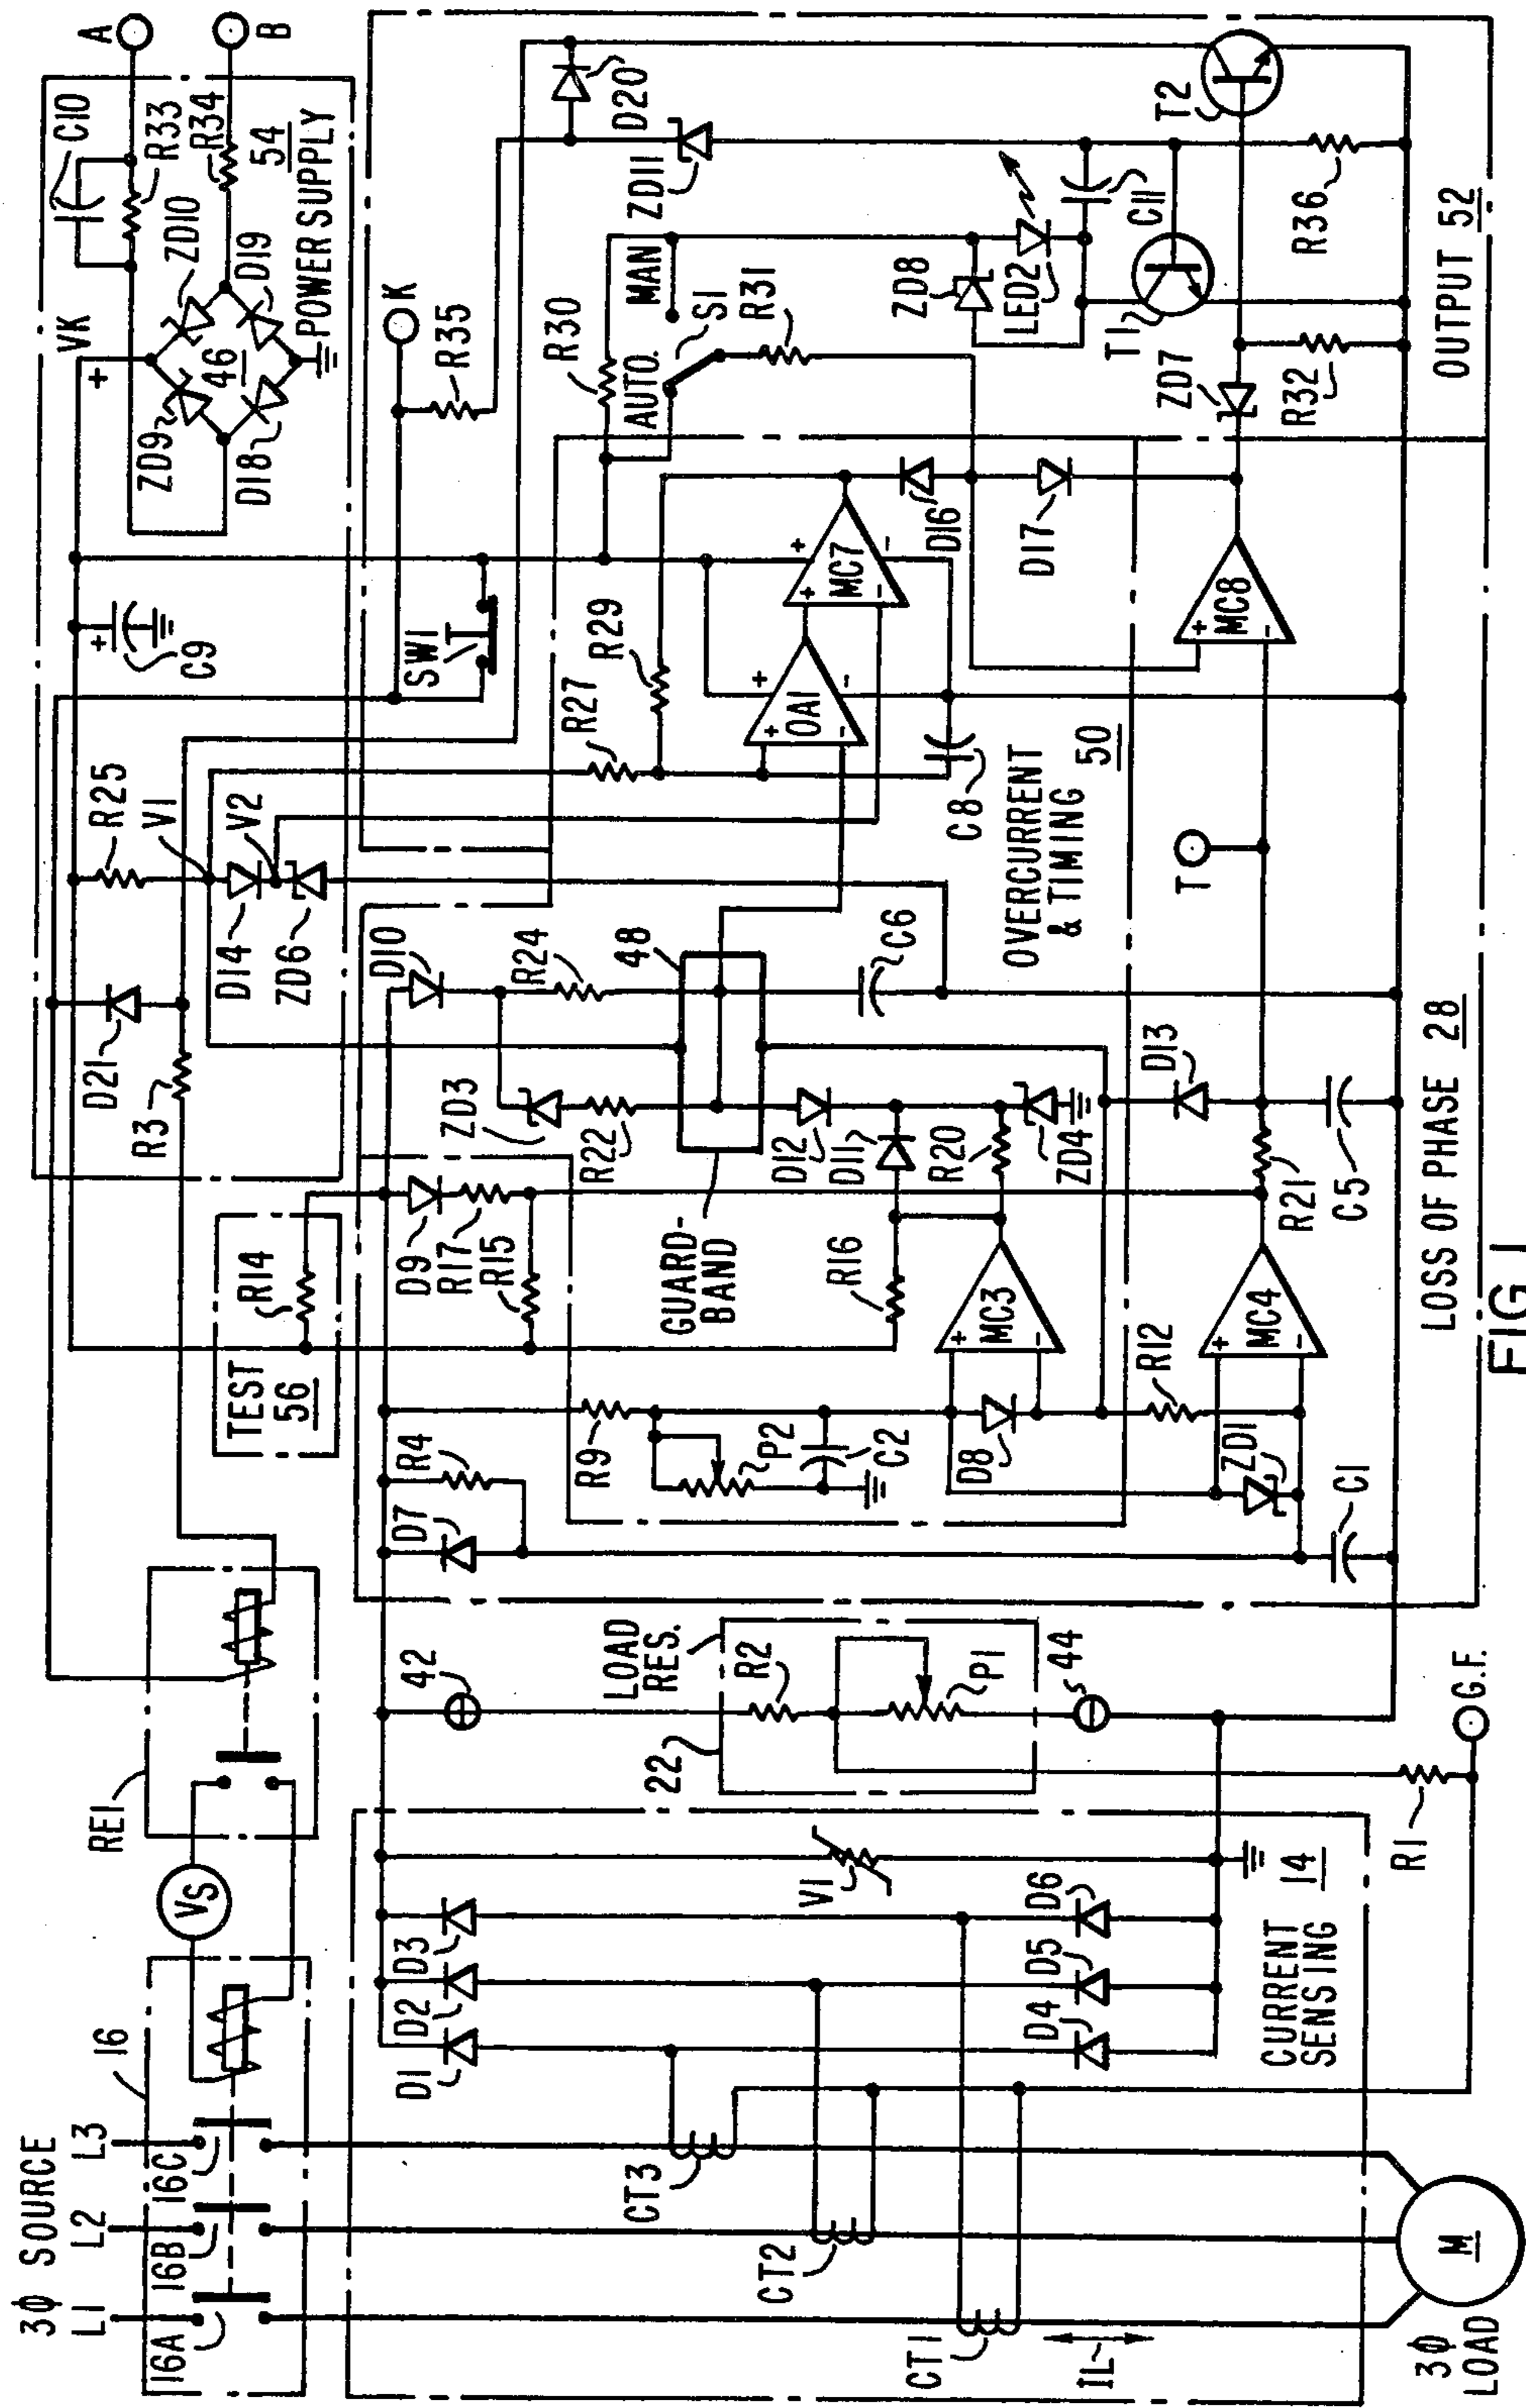 3Φ SOURCE
L1
L2
L3
16
16A
16B
16C
VS
RE1
CT1
CT2
CT3
IL
3Φ
LOAD
M
D1
D2
D3
D4
D5
D6
V1
CURRENT
SENSING
14
R1
G.F.
42
44
22
LOAD
RES.
R2
P1
TEST
56
R14
R3
D21
R25
V1
D14
V2
ZD6
C9
+
+
VK
ZD9
ZD10
46
D18
D19
C10
R33
R34
54
POWER SUPPLY
A
B
D7
R4
R9
P2
C2
D9
R17
R15
GUARD-
BAND
48
ZD3
R22
D10
R24
C6
D12
D11
R16
R20
ZD4
MC3
+
-
D8
R12
ZD1
C1
MC4
+
-
R21
C5
D13
T
LOSS OF PHASE 28
OVERCURRENT
& TIMING
50
R27
R29
C8
OA1
+
-
+
-
MC7
+
-
+
-
D16
D17
MC8
+
-
SW1
K
R35
R30
AUTO.
MAN
S1
R31
ZD8
LED2
ZD11
D20
C11
T1
T2
ZD7
R32
R36
OUTPUT 52
FIG. 1